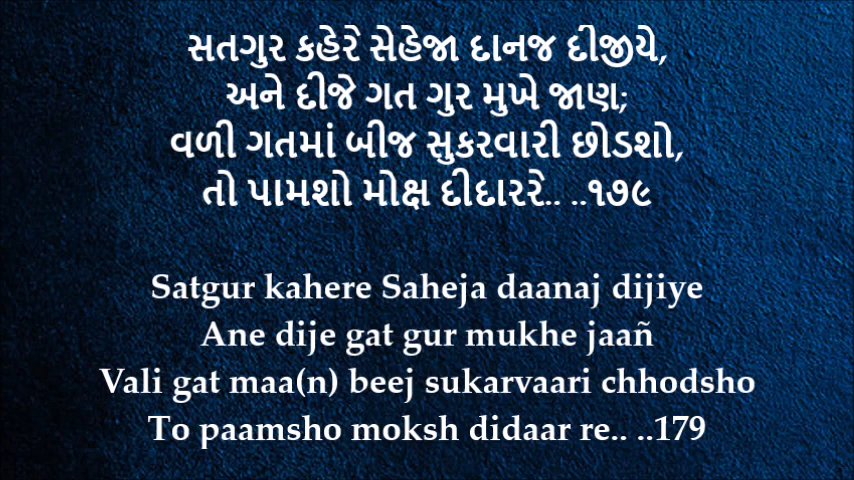 સતગુર કહેરે સેહેજા દાનજ દીજીયે,
અને દીજે ગત ગુર મુખે જાણ;
વળી ગતમાં બીજ સુકરવારી છોડશો,
તો પામશો મોક્ષ દીદારરે.. ..૧૭૯
Satgur kahere Saheja daanaj dijiye
Ane dije gat gur mukhe jaañ
Vali gat maa(n) beej sukarvaari chhodsho
To paamsho moksh didaar re.. ..179